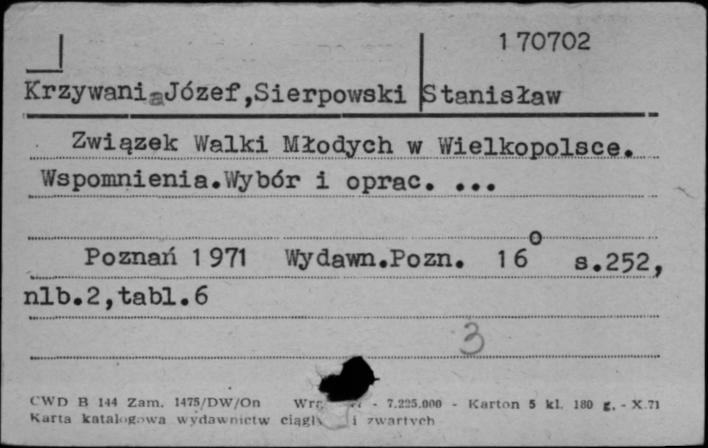 170702
Krzywania Józef,Sierpowski Stanisław
Związek Walki Młodych w Wielkopolsce.
Wspomnienia.Wybór i oprac. ...
Poznań 1971 Wydawn.Pozn. 16° s.252,
nlb.2,tabl.6
3
CWD B 144 Zam. 1475/DW/On - 7.225.000 - Karton 5 kl. 180 g. - X.71
Karta katalogowa wydawnictw ciągłych i zwartych